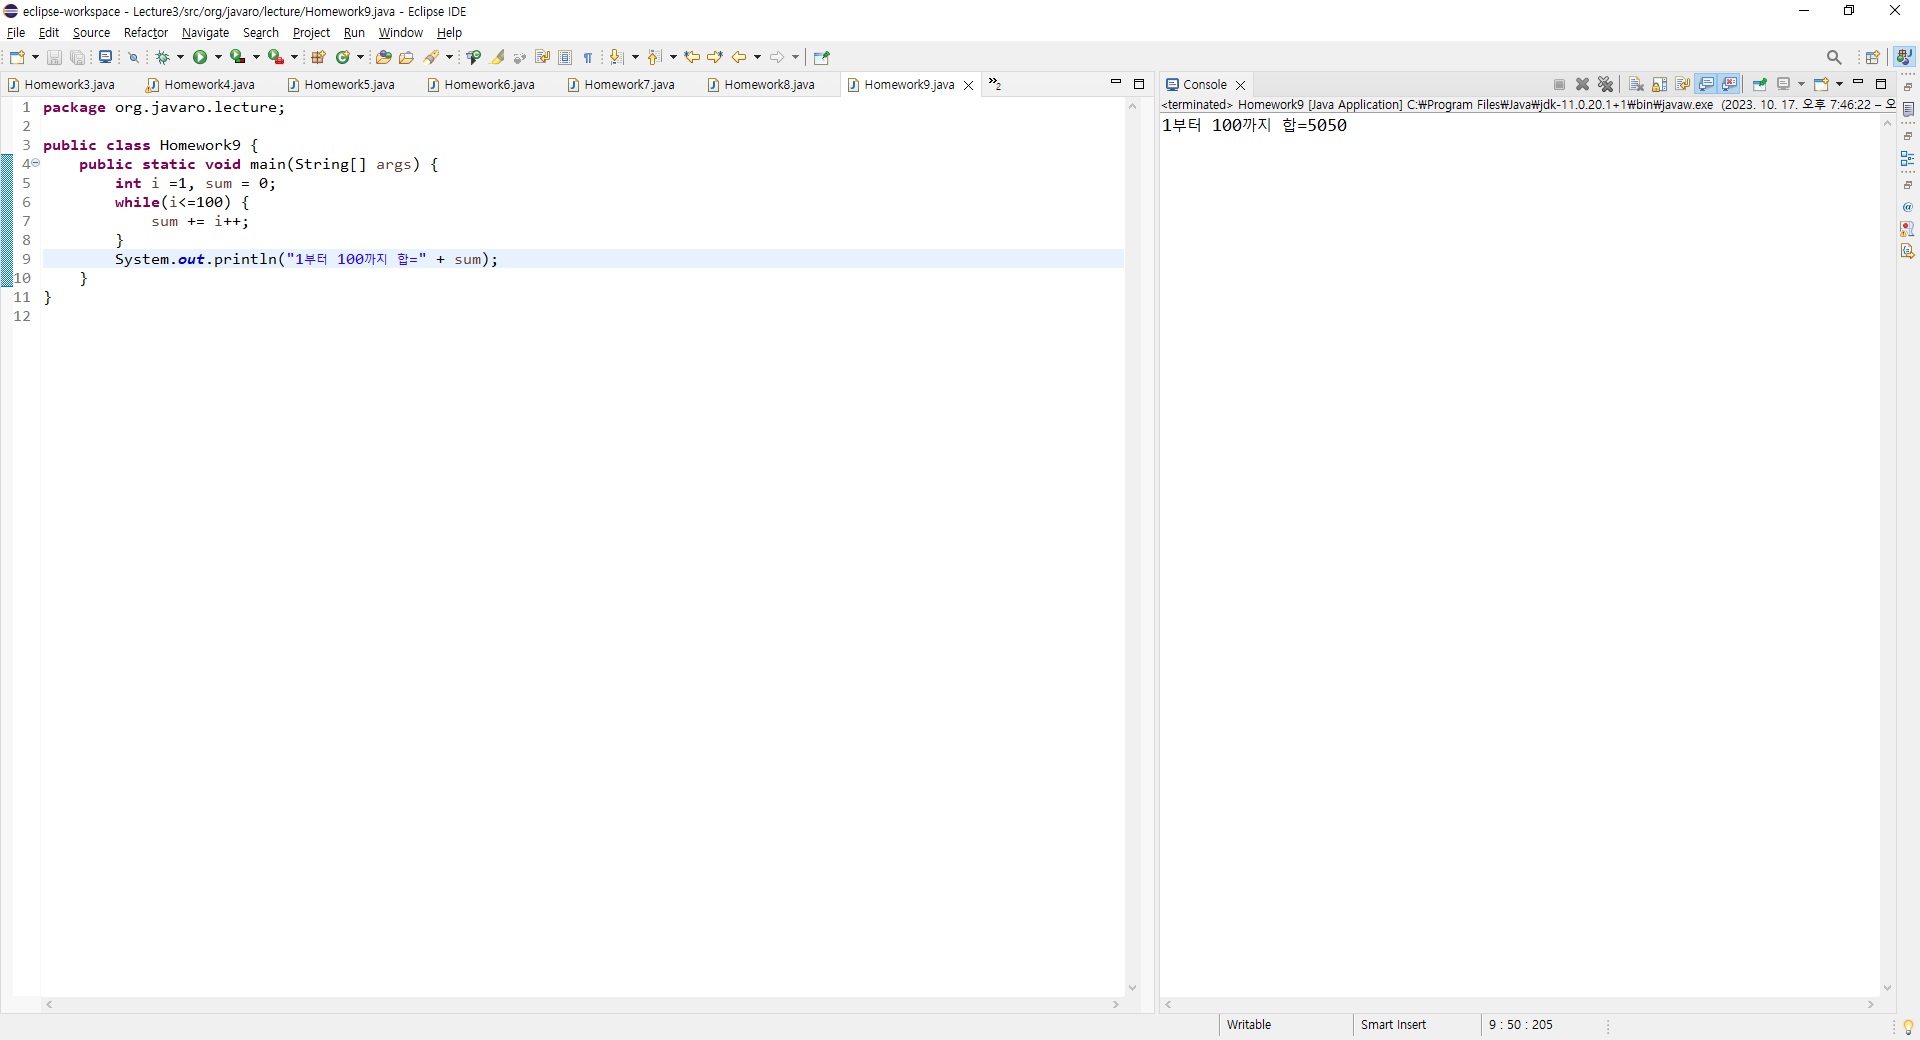 eclipse-workspace - Lecture3/src/org/javaro/lecture/Homework9.java - Eclipse IDE
File Edit Source Refactor Navigate Search Project Run Window Help
Homework3.java Homework4.java Homework5.java Homework6.java Homework7.java Homework8.java Homework9.java »2
1 package org.javaro.lecture;
2
3 public class Homework9 {
4 public static void main(String[] args) {
5 int i =1, sum = 0;
6 while(i<=100) {
7 sum += i++;
8 }
9 System.out.println("1부터 100까지 합=" + sum);
10 }
11 }
12
Console
<terminated> Homework9 [Java Application] C:₩Program Files₩Java₩jdk-11.0.20.1+1₩bin₩javaw.exe (2023. 10. 17. 오후 7:46:22 – 오
1부터 100까지 합=5050
Writable Smart Insert 9 : 50 : 205